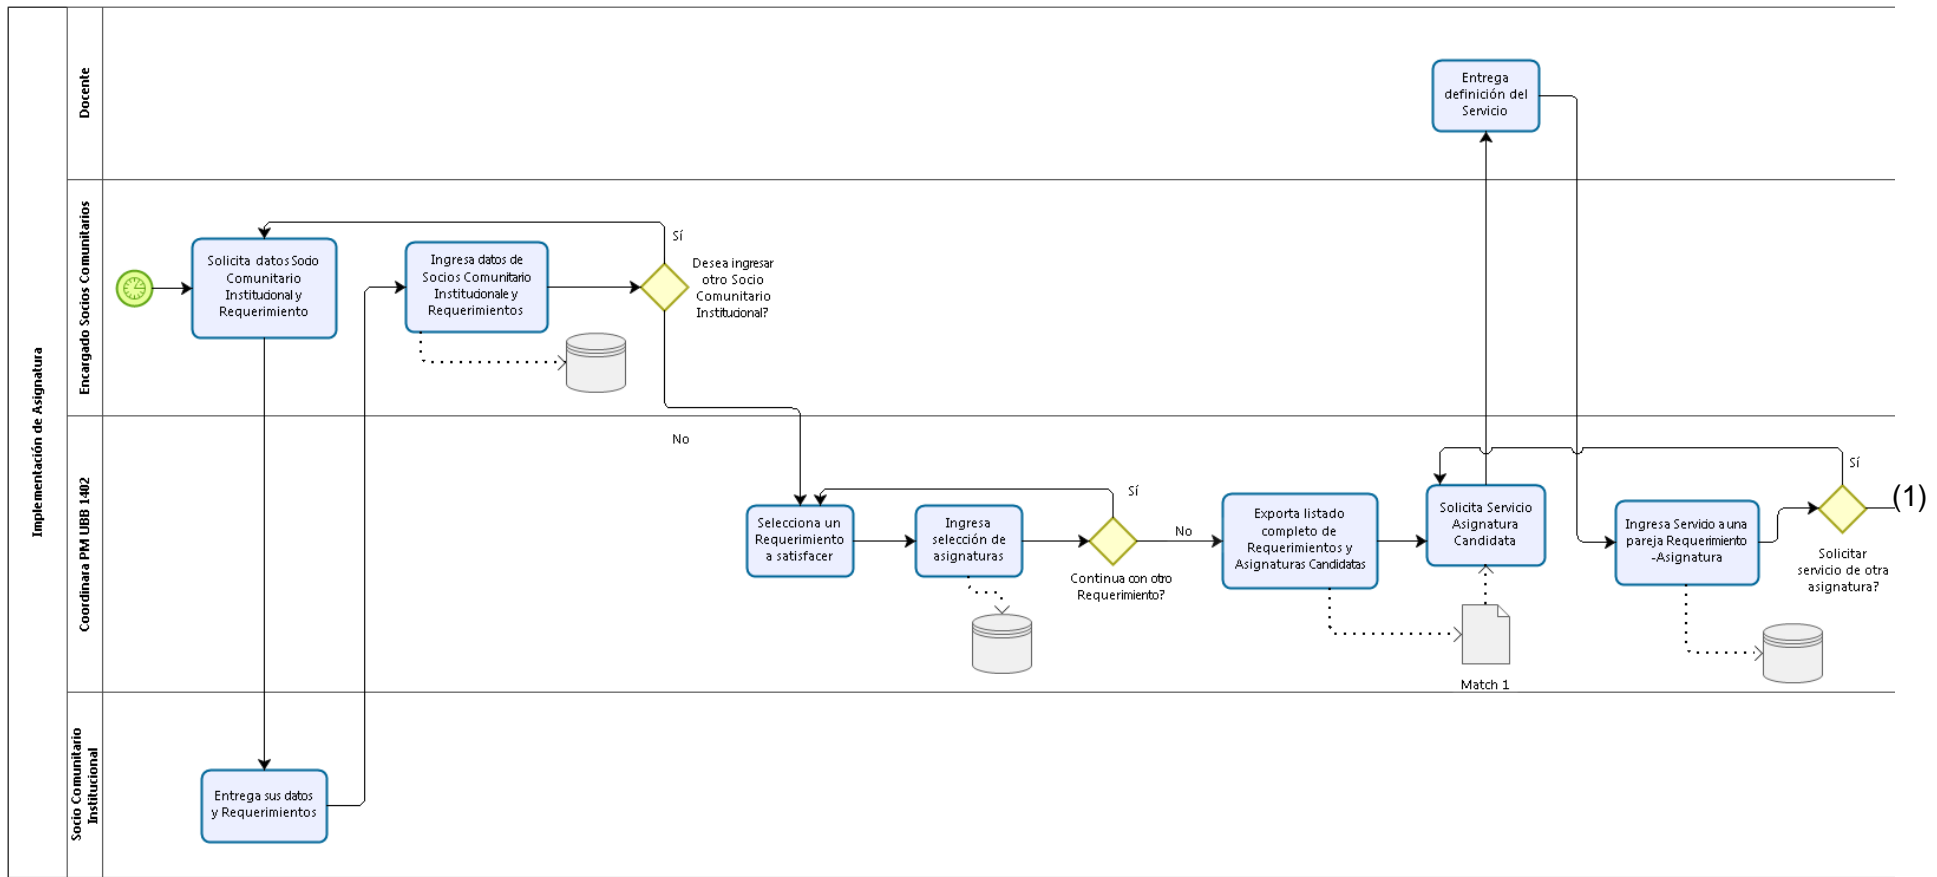 Implementación de Asignatura
Docente
Entrega
definición del
Servicio
Encargado Socios Comunitarios
Solicita datos Socio
Comunitario
Institucional y
Requerimiento
Ingresa datos de
Socios Comunitario
Institucionale y
Requerimientos
Sí
Desea ingresar
otro Socio
Comunitario
Institucional?
No
Coordinara PM UBB 1402
Selecciona un
Requerimiento
a satisfacer
Ingresa
selección de
asignaturas
Sí
Continua con otro
Requerimiento?
No
Exporta listado
completo de
Requerimientos y
Asignaturas Candidatas
Solicita Servicio
Asignatura
Candidata
Match 1
Ingresa Servicio a una
pareja Requerimiento
-Asignatura
Sí
(1)
Solicitar
servicio de otra
asignatura?
Socio Comunitario
Institucional
Entrega sus datos
y Requerimientos